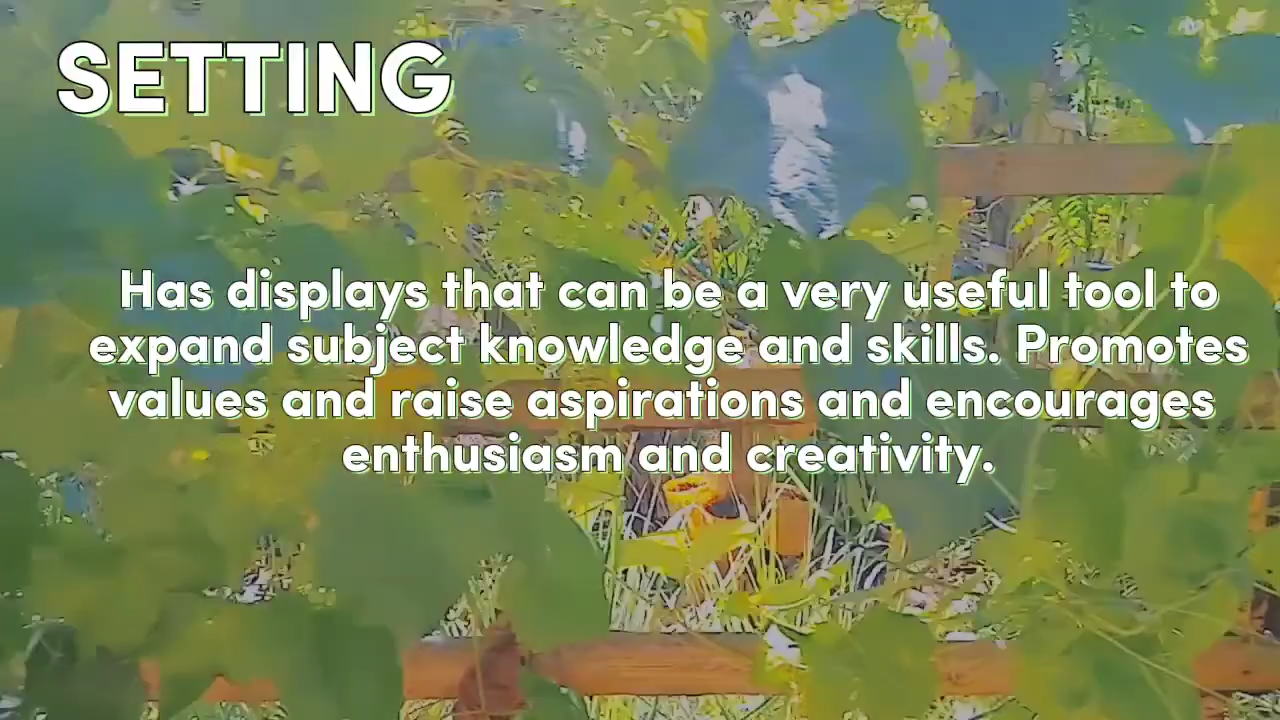 SETTING
Has displays that can be a very useful tool to
expand subject knowledge and skills. Promotes
values and raise aspirations and encourages
enthusiasm and creativity.